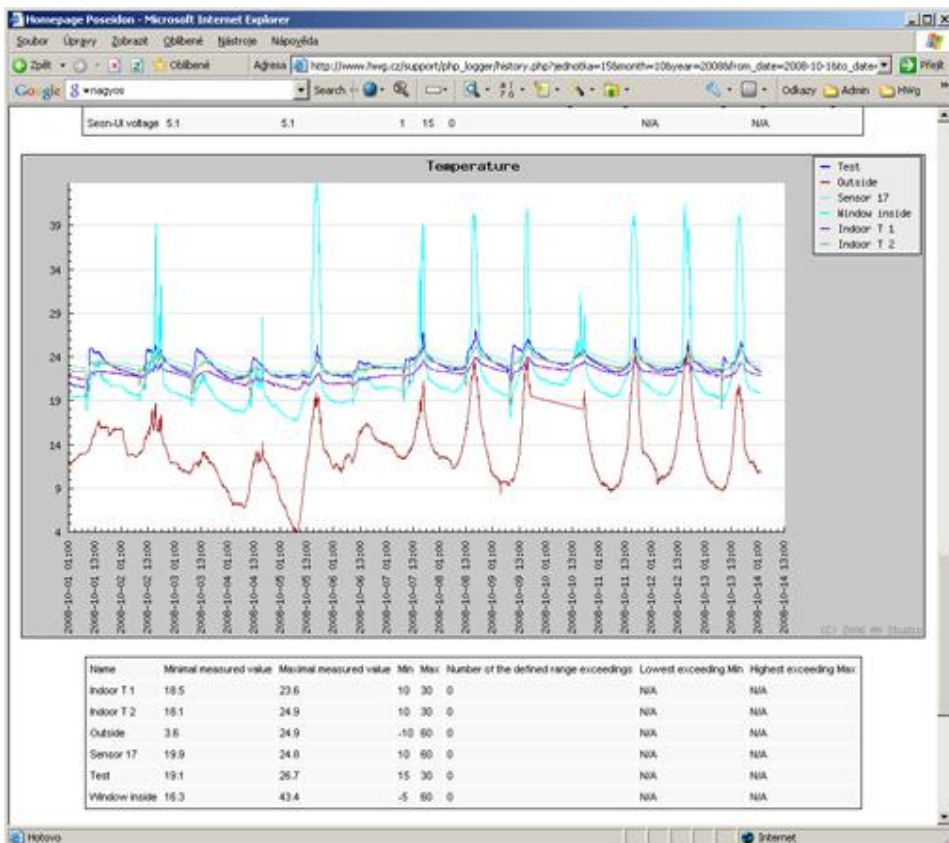 Homepage Poseidon - Microsoft Internet Explorer
Soubor Úpravy Zobrazit Oblíbené Nástroje Nápověda
Zpět Oblíbené Adresa http://www.hwg.cz/support/php_logger/history.php?jednotka=15&month=10&year=2008&from_date=2008-10-1&to_date= Přejít
Google nagyos Search Odkazy Admin HWg
5.1 5.1 1 15 0 N/A N/A
Temperature
Test
Outside
Sensor 17
Window inside
Indoor T 1
Indoor T 2
39
34
29
24
19
14
9
4
2008-10-01 01:00
2008-10-01 13:00
2008-10-02 01:00
2008-10-02 13:00
2008-10-03 01:00
2008-10-03 13:00
2008-10-04 01:00
2008-10-04 13:00
2008-10-05 01:00
2008-10-05 13:00
2008-10-06 01:00
2008-10-06 13:00
2008-10-07 01:00
2008-10-07 13:00
2008-10-08 01:00
2008-10-08 13:00
2008-10-09 01:00
2008-10-09 13:00
2008-10-10 01:00
2008-10-10 13:00
2008-10-11 01:00
2008-10-11 13:00
2008-10-12 01:00
2008-10-12 13:00
2008-10-13 01:00
2008-10-13 13:00
2008-10-14 01:00
2008-10-14 13:00
Name Minimal measured value Maximal measured value Min Max Number of the defined range exceedings Lowest exceeding Min Highest exceeding Max
Indoor T 1 18.5 23.6 10 30 0 N/A N/A
Indoor T 2 18.1 24.9 10 30 0 N/A N/A
Outside 3.6 24.9 -10 60 0 N/A N/A
Sensor 17 19.9 24.8 10 60 0 N/A N/A
Test 19.1 26.7 15 30 0 N/A N/A
Window inside 16.3 43.4 -5 60 0 N/A N/A
Hotovo Internet